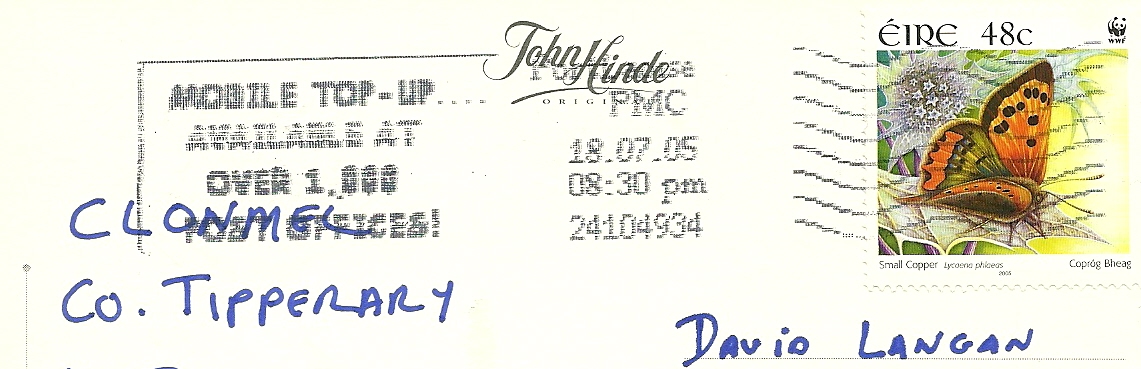 John Hinde
ORIGIN
MOBILE TOP-UP....
AVAILABLE AT
OVER 1,000
POST OFFICES!
PMC
18.07.05
08:30 pm
24104934
ÉIRE 48c
WWF
Small Copper Lycaena phlaeas Copróg Bheag
2005
CLONMEL
CO. TIPPERARY
DAVID LANGAN